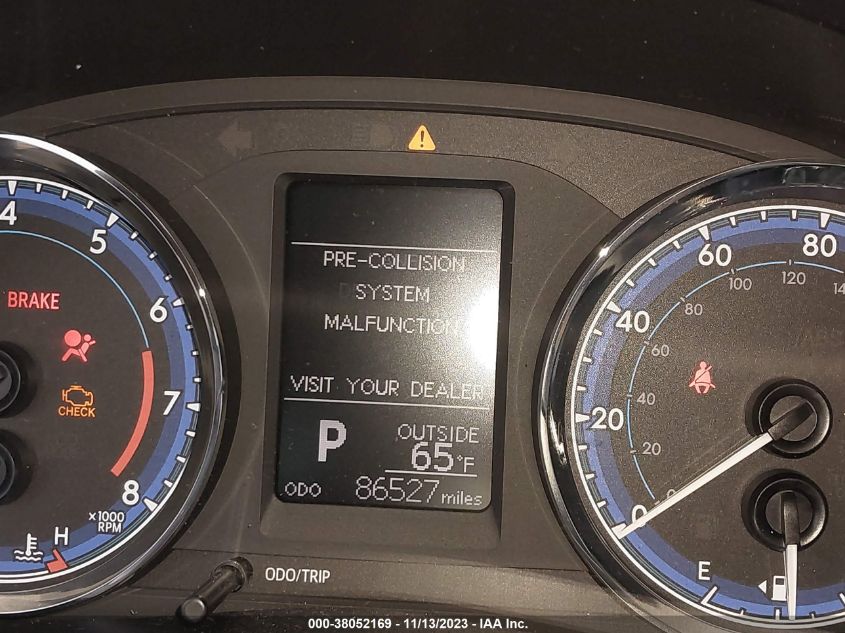 4
5
6
7
8
x1000
RPM
BRAKE
CHECK
H
PRE-COLLISION
SYSTEM
MALFUNCTION
VISIT YOUR DEALER
P
OUTSIDE
65°F
ODO 86527 miles
ODO/TRIP
0
20
40
60
80
0
20
40
60
80
100
120
E
000-38052169 - 11/13/2023 - IAA Inc.